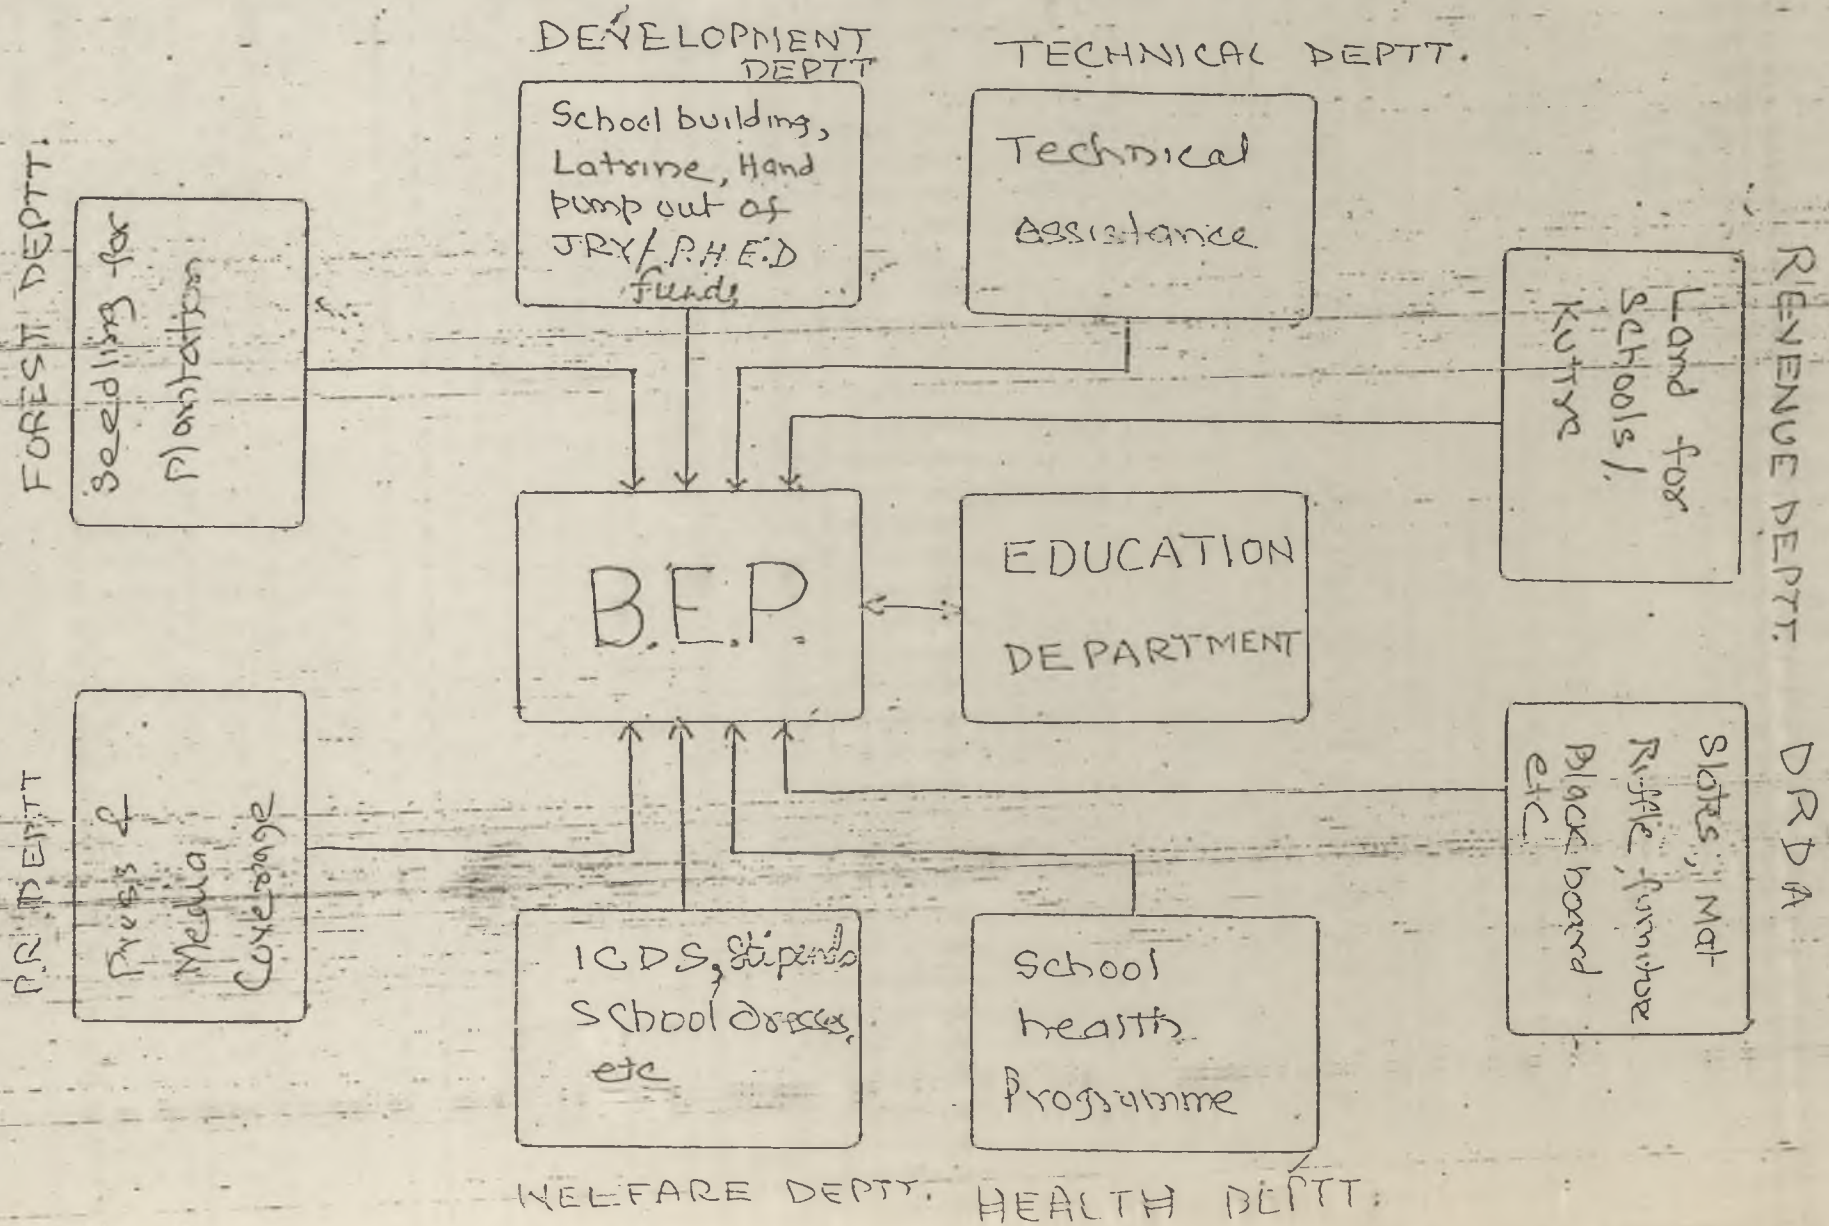 DEVELOPMENT
DEPTT
School building,
Latrine, Hand
pump out of
JRY/P.H.E.D
funds
TECHNICAL DEPTT.
Technical
assistance
FOREST DEPTT.
Seedling for
Plantation
REVENUE DEPTT.
Land for
Schools/
Kutye
B.E.P.
EDUCATION
DEPARTMENT
P.R DEPTT
Press &
Media
Coverage
DRDA
Slates, Mat
furniture
Black board
etc
ICDS, Stipends
School dresses,
etc
WELFARE DEPTT.
School
health
Programme
HEALTH DEPTT.